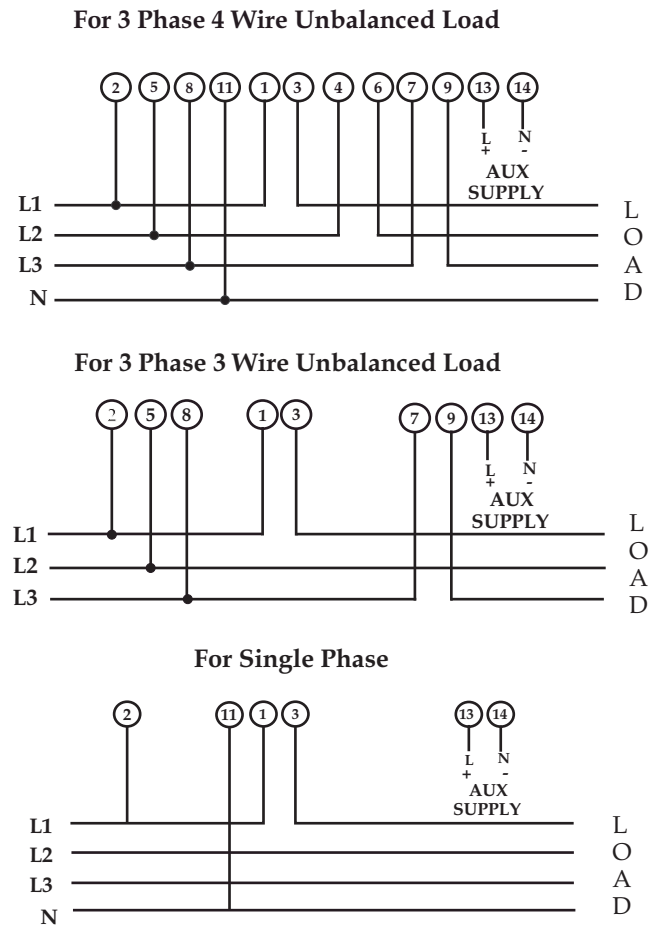 For 3 Phase 4 Wire Unbalanced Load
2 5 8 11 1 3 4 6 7 9 13 14
L N
+ -
AUX
SUPPLY
L1
L2
L3
N
L
O
A
D
For 3 Phase 3 Wire Unbalanced Load
2 5 8 1 3 7 9 13 14
L N
+ -
AUX
SUPPLY
L1
L2
L3
L
O
A
D
For Single Phase
2 11 1 3 13 14
L N
+ -
AUX
SUPPLY
L1
L2
L3
N
L
O
A
D